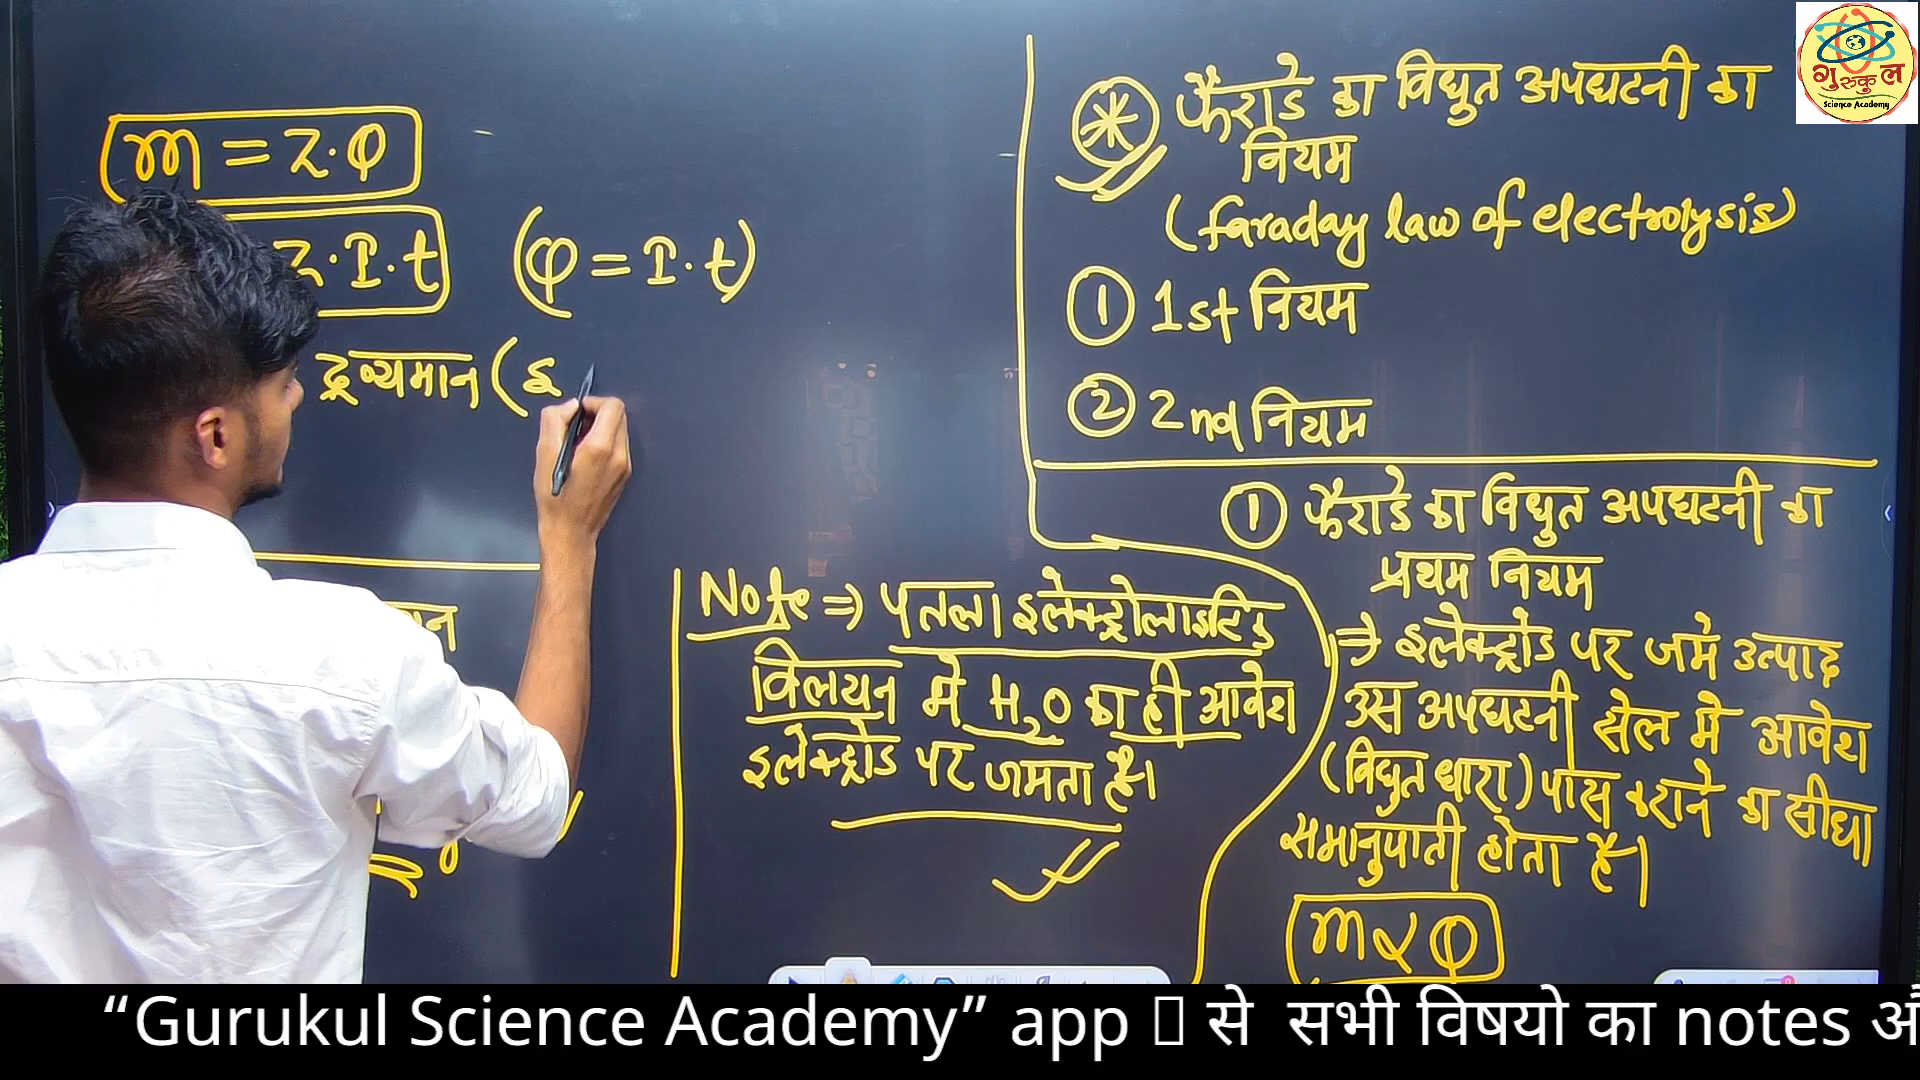 m = Z·Q
Z·I·t (Q = I·t)
द्रव्यमान (इ
Note ⇒ पतला इलेक्ट्रोलाइटिड
विलयन में H₂O का ही आवेश
इलेक्ट्रोड पर जमता है।
* फैराडे का विद्युत अपघटनी का
नियम
(faraday law of electrolysis)
① 1st नियम
② 2nd नियम
① फैराडे का विद्युत अपघटनी का
प्रथम नियम
⇒ इलेक्ट्रोड पर जमे उत्पाद
उस अपघटनी सेल में आवेश
(विद्युत धारा) पास कराने का सीधा
समानुपाती होता है।
m ∝ Q
गुरुकुल
Science Academy
“Gurukul Science Academy” app से सभी विषयो का notes